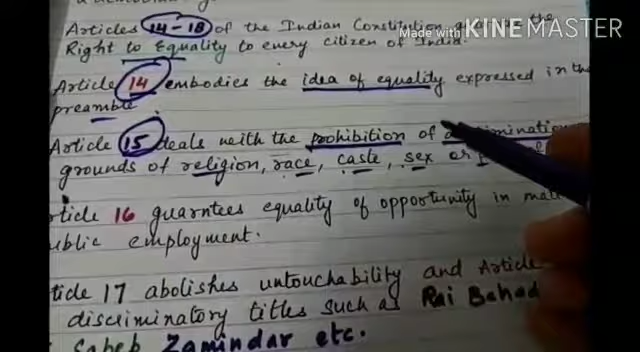 Made with KINEMASTER
Articles 14-18 of the Indian Constitution the
Right to Equality to every citizen of India.
Article 14 embodies the idea of equality expressed in the
preamble
Article 15 deals with the prohibition of
grounds of religion, race, caste, sex or
rticle 16 guarntees equality of opportunity in
ublic employment.
ticle 17 abolishes untouchability and Article
discriminatory titles such as Rai Bahad
Saheb Zamindar etc.